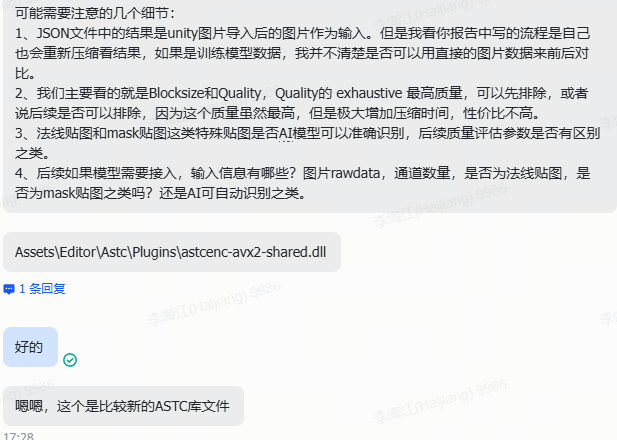 可能需要注意的几个细节：
1、JSON文件中的结果是unity图片导入后的图片作为输入。但是我看你报告中写的流程是自己
也会重新压缩看结果，如果是训练模型数据，我并不清楚是否可以用直接的图片数据来前后对
比。
2、我们主要看的就是Blocksize和Quality，Quality的 exhaustive 最高质量，可以先排除，或者
说后续是否可以排除，因为这个质量虽然最高，但是极大增加压缩时间，性价比不高。
3、法线贴图和mask贴图这类特殊贴图是否AI模型可以准确识别，后续质量评估参数是否有区别
之类。
4、后续如果模型需要接入，输入信息有哪些？图片rawdata，通道数量，是否为法线贴图，是
否为mask贴图之类吗？还是AI可自动识别之类。
李海江(Haijiang) 9986
Assets\Editor\Astc\Plugins\astcenc-avx2-shared.dll
1 条回复
李海江(Haijiang) 9986
好的
嗯嗯，这个是比较新的ASTC库文件
李海江(Haijiang) 9986
17:28